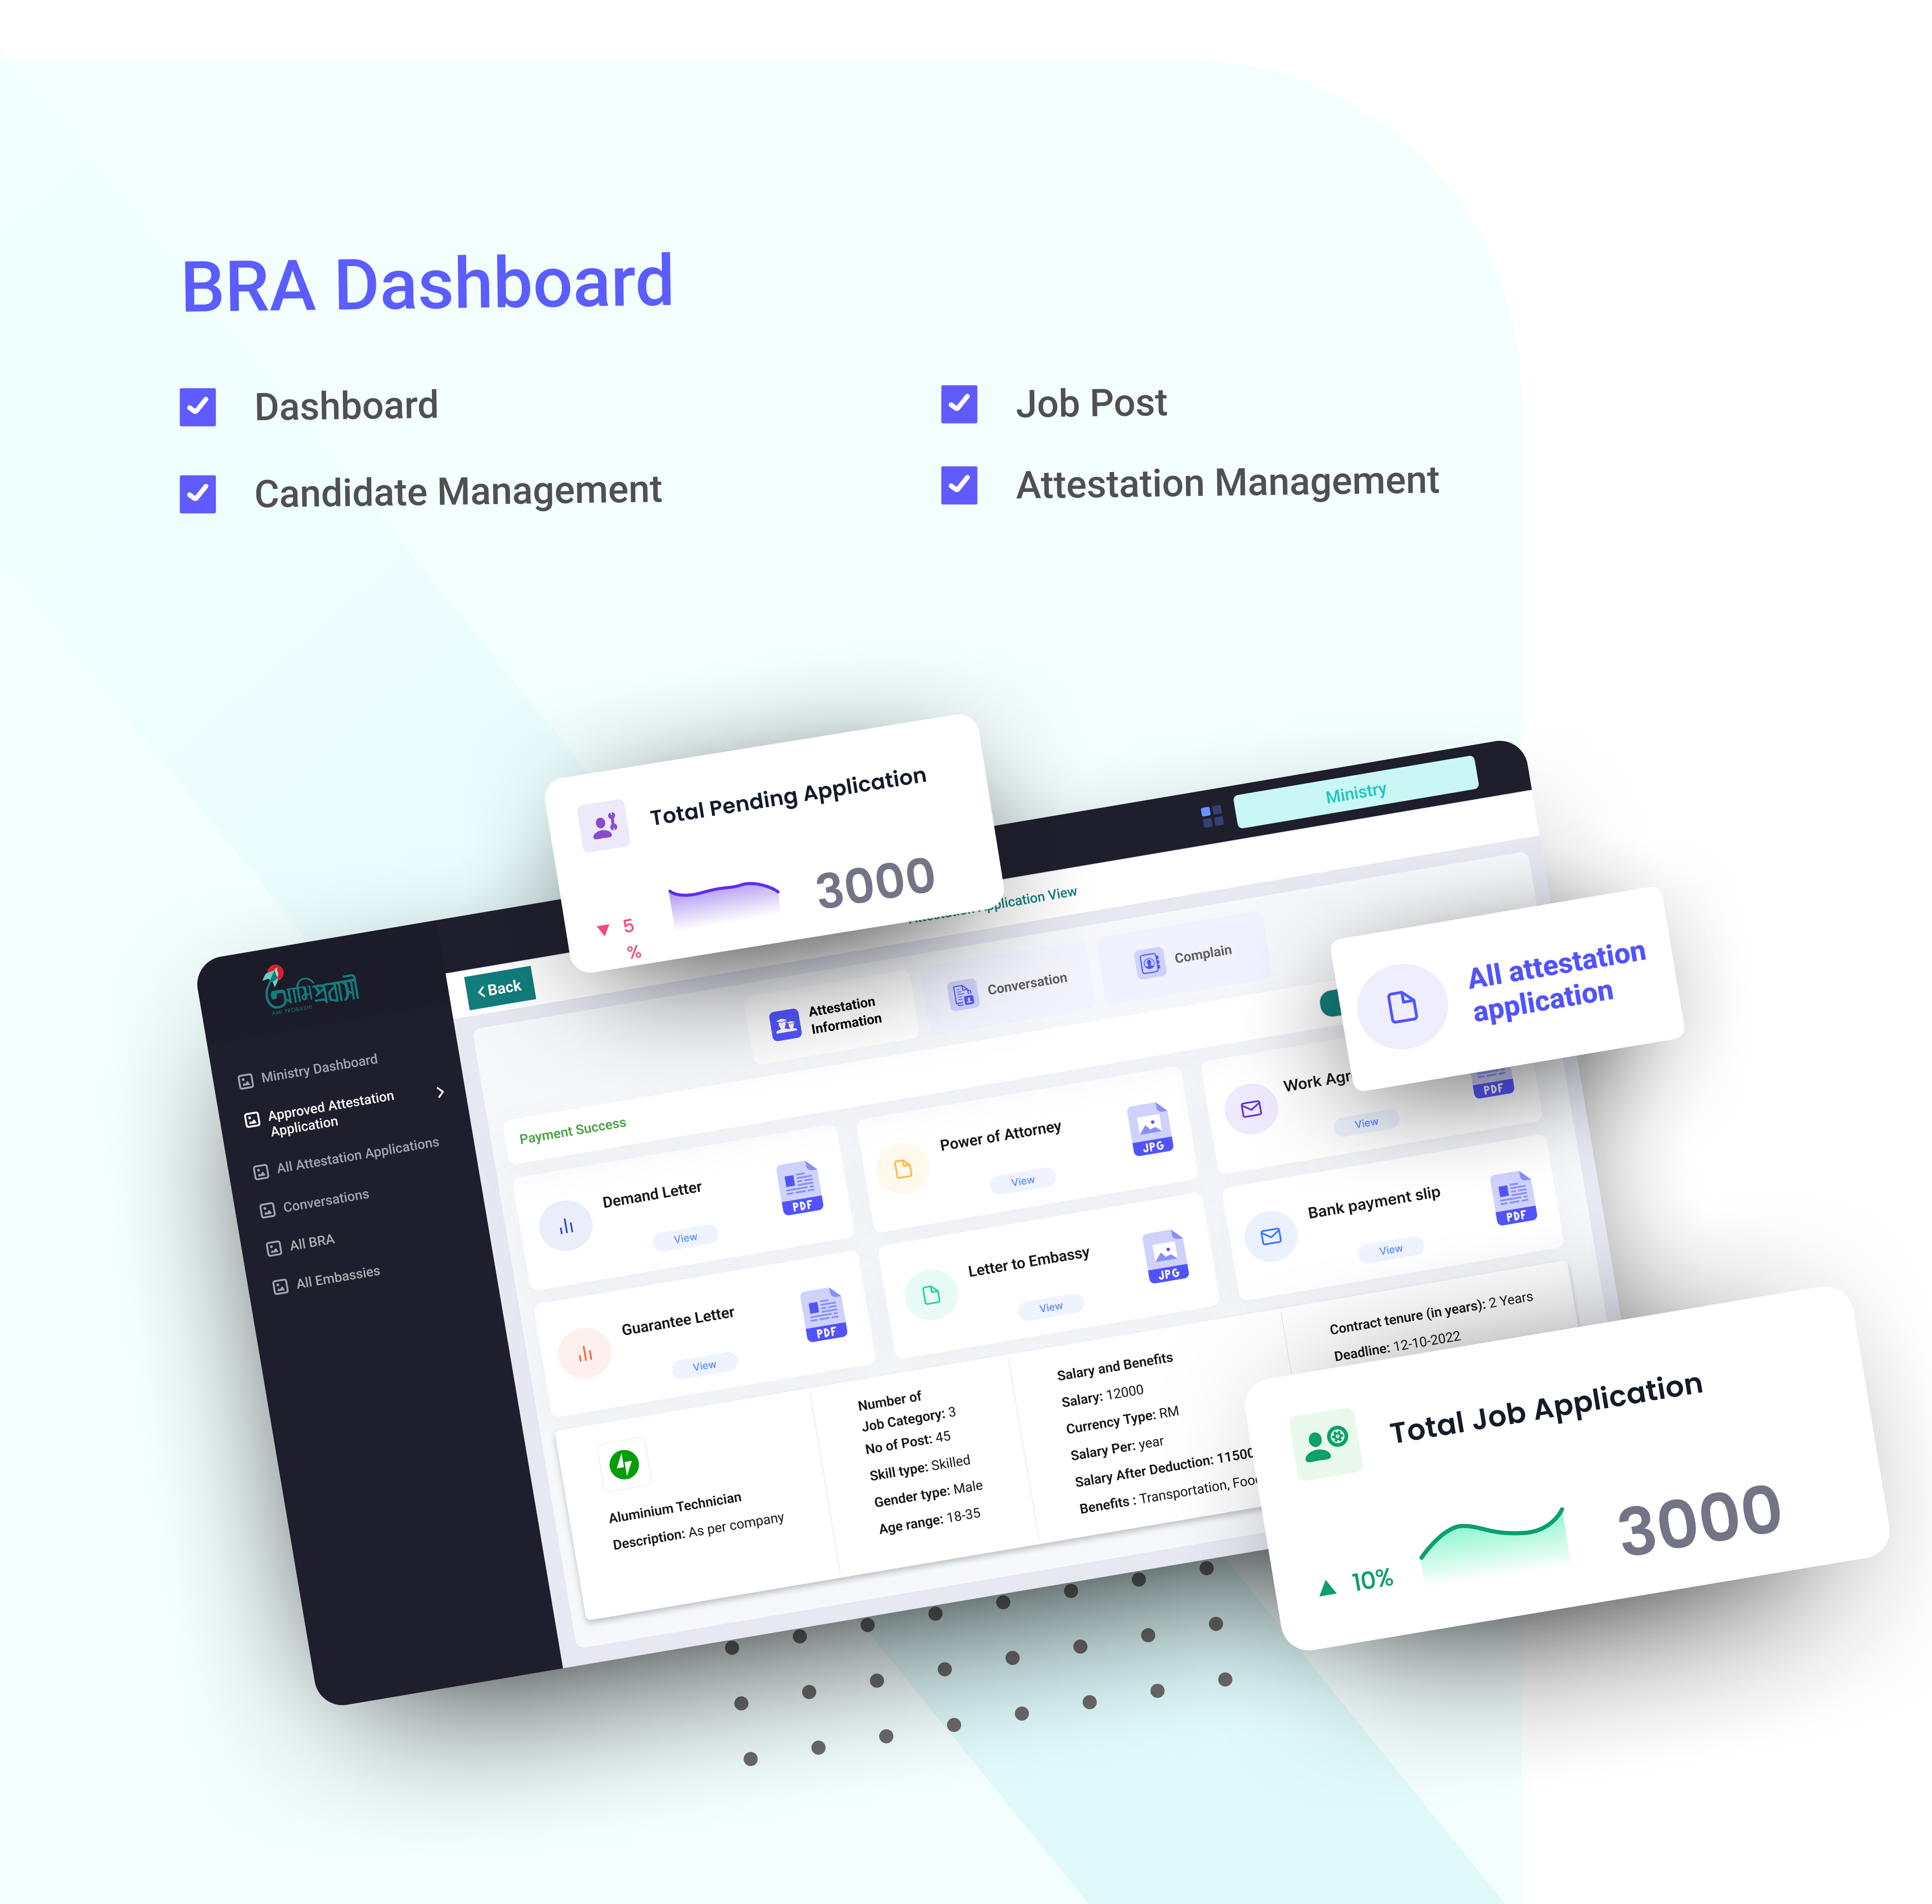 BRA Dashboard
Dashboard
Job Post
Candidate Management
Attestation Management
Total Pending Application
3000
5
%
Ministry
Application View
আমি প্রবাসী
AMI PROBASHI
Back
Attestation
Information
Conversation
Complain
All attestation
application
Ministry Dashboard
Approved Attestation
Application
All Attestation Applications
Conversations
All BRA
All Embassies
Payment Success
Demand Letter
View
PDF
Power of Attorney
View
JPG
Work
View
PDF
Guarantee Letter
View
PDF
Letter to Embassy
View
JPG
Bank payment slip
View
PDF
Aluminium Technician
Description: As per company
Number of
Job Category: 3
No of Post: 45
Skill type: Skilled
Gender type: Male
Age range: 18-35
Salary and Benefits
Salary: 12000
Currency Type: RM
Salary Per: year
Salary After Deduction: 11500
Benefits : Transportation,
Contract tenure (in years): 2 Years
Deadline: 12-10-2022
Total Job Application
3000
10%